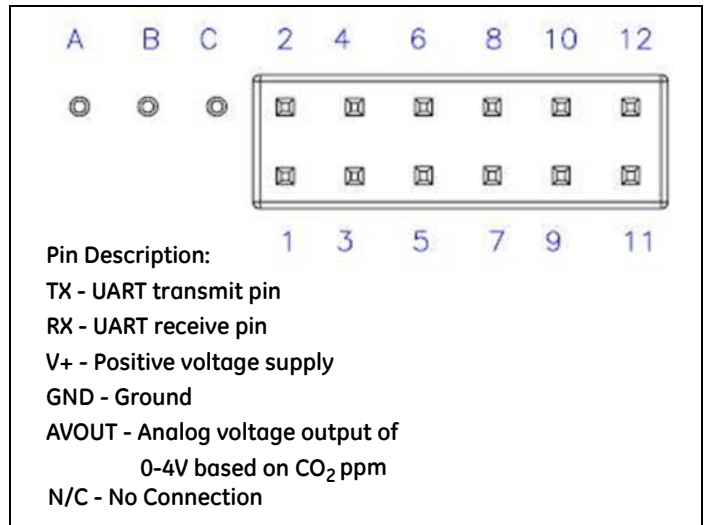 A B C 2 4 6 8 10 12
1 3 5 7 9 11
Pin Description:
TX - UART transmit pin
RX - UART receive pin
V+ - Positive voltage supply
GND - Ground
AVOUT - Analog voltage output of
0-4V based on CO₂ ppm
N/C - No Connection